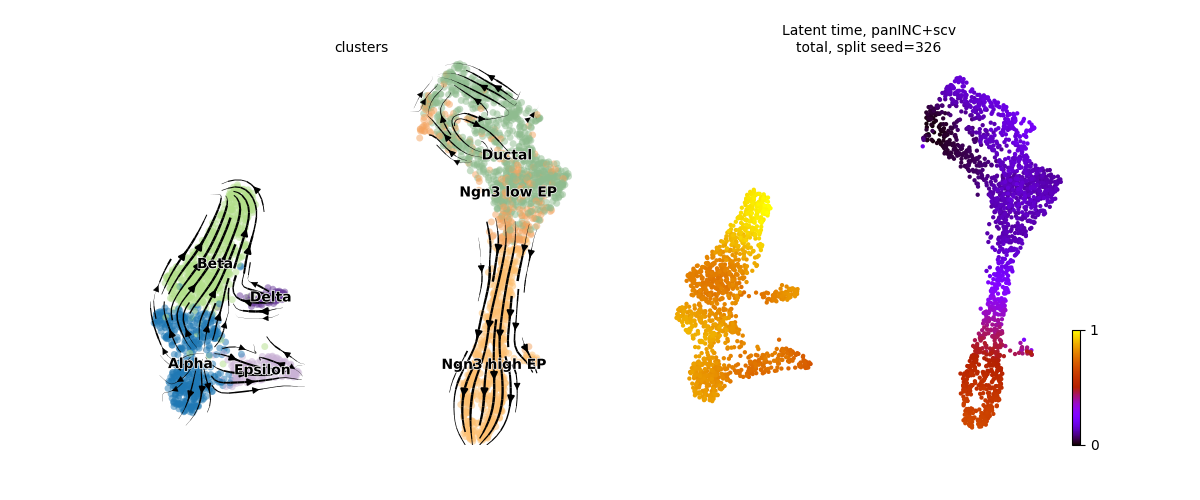 clusters
Ductal
Ngn3 low EP
Beta
Delta
Alpha
Epsilon
Ngn3 high EP
Latent time, panINC+scv
total, split seed=326
1
0